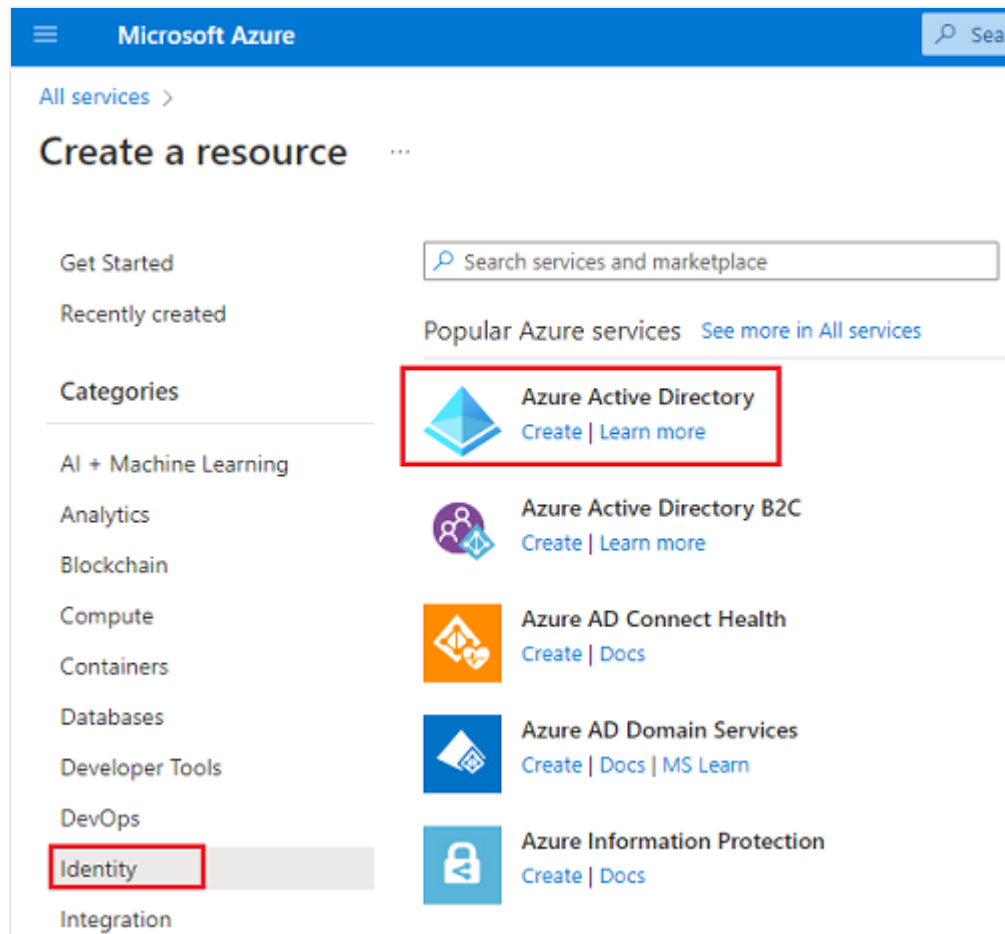 Microsoft Azure
All services >
Create a resource ...
Get Started
Recently created
Categories
AI + Machine Learning
Analytics
Blockchain
Compute
Containers
Databases
Developer Tools
DevOps
Identity
Integration
Search services and marketplace
Popular Azure services See more in All services
Azure Active Directory
Create | Learn more
Azure Active Directory B2C
Create | Learn more
Azure AD Connect Health
Create | Docs
Azure AD Domain Services
Create | Docs | MS Learn
Azure Information Protection
Create | Docs